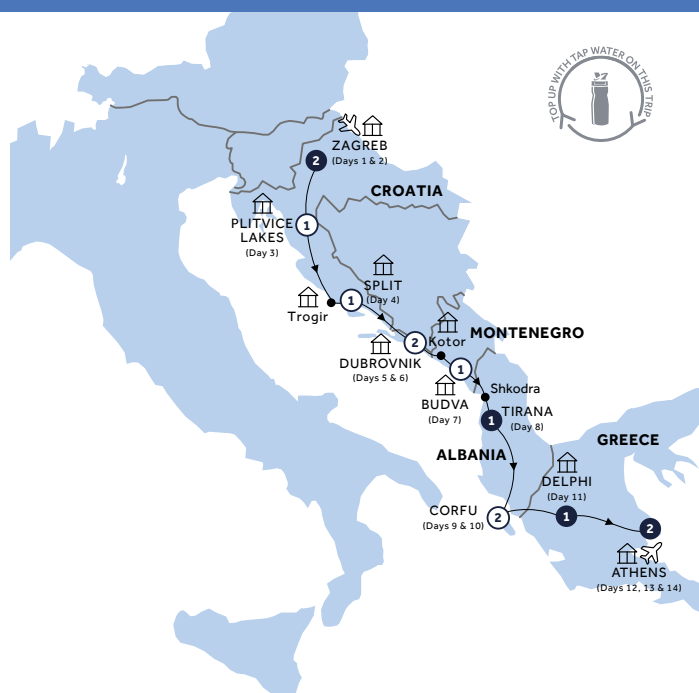 TOP UP WITH TAP WATER ON THIS TRIP
ZAGREB
2
(Days 1 & 2)
CROATIA
PLITVICE
LAKES
1
(Day 3)
SPLIT
1
(Day 4)
Trogir
2
Kotor
MONTENEGRO
DUBROVNIK
(Days 5 & 6)
1
BUDVA
(Day 7)
Shkodra
1
TIRANA
(Day 8)
ALBANIA
GREECE
DELPHI
(Day 11)
CORFU
2
(Days 9 & 10)
1
2
ATHENS
(Days 12, 13 & 14)